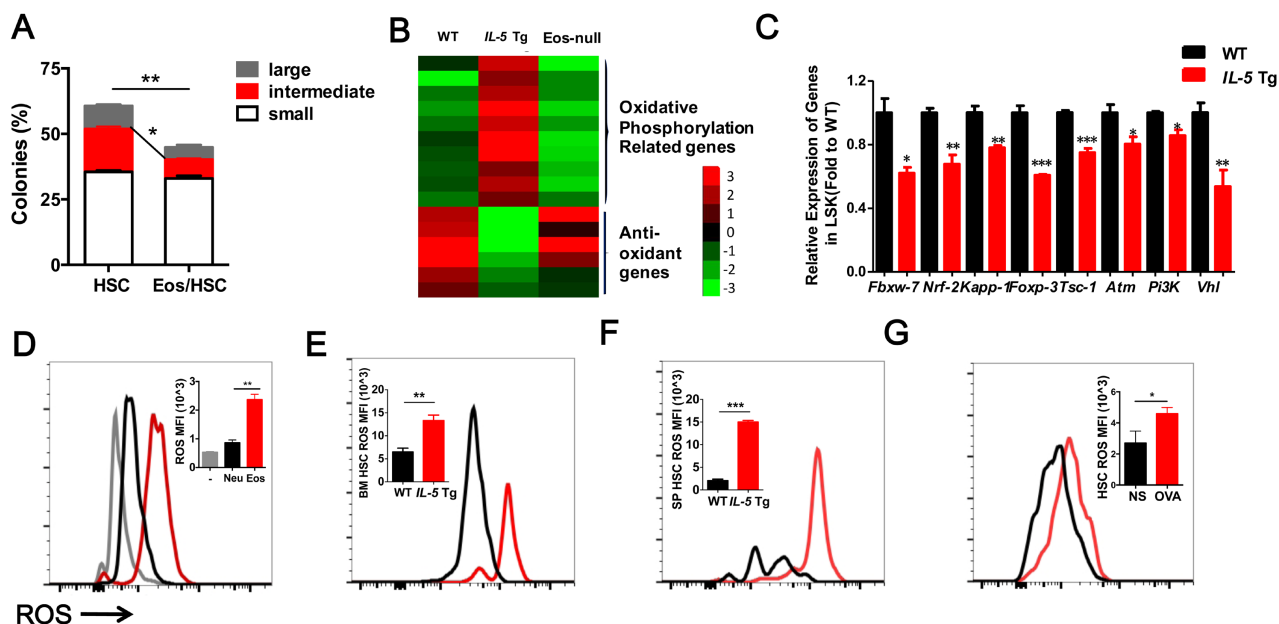 A
**
*
large
intermediate
small
Colonies (%)
75
50
25
0
HSC
Eos/HSC
B
WT
IL-5 Tg
Eos-null
Oxidative
Phosphorylation
Related genes
Anti-
oxidant
genes
3
2
1
0
-1
-2
-3
C
WT
IL-5 Tg
Relative Expression of Genes
in LSK(Fold to WT)
1.2
0.8
0.4
0.0
*
**
**
***
***
*
*
**
Fbxw-7
Nrf-2
Kapp-1
Foxp-3
Tsc-1
Atm
Pi3K
Vhl
D
ROS MFI (10^3)
3
2
1
0
**
-
Neu
Eos
ROS
E
BM HSC ROS MFI (10^3)
20
15
10
5
0
**
WT
IL-5 Tg
F
SP HSC ROS MFI (10^3)
20
15
10
5
0
***
WT
IL-5 Tg
G
HSC ROS MFI (10^3)
6
4
2
0
*
NS
OVA